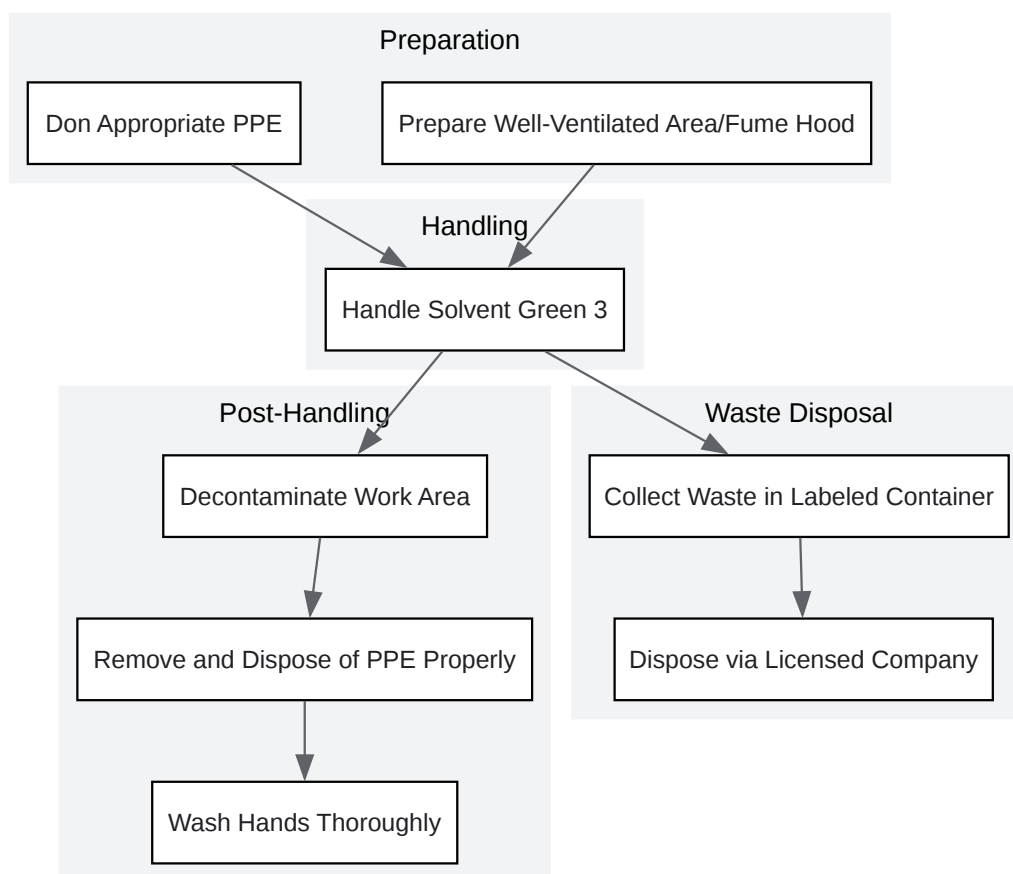 Preparation
Don Appropriate PPE
Prepare Well-Ventilated Area/Fume Hood
Handling
Handle Solvent Green 3
Post-Handling
Decontaminate Work Area
Remove and Dispose of PPE Properly
Wash Hands Thoroughly
Waste Disposal
Collect Waste in Labeled Container
Dispose via Licensed Company